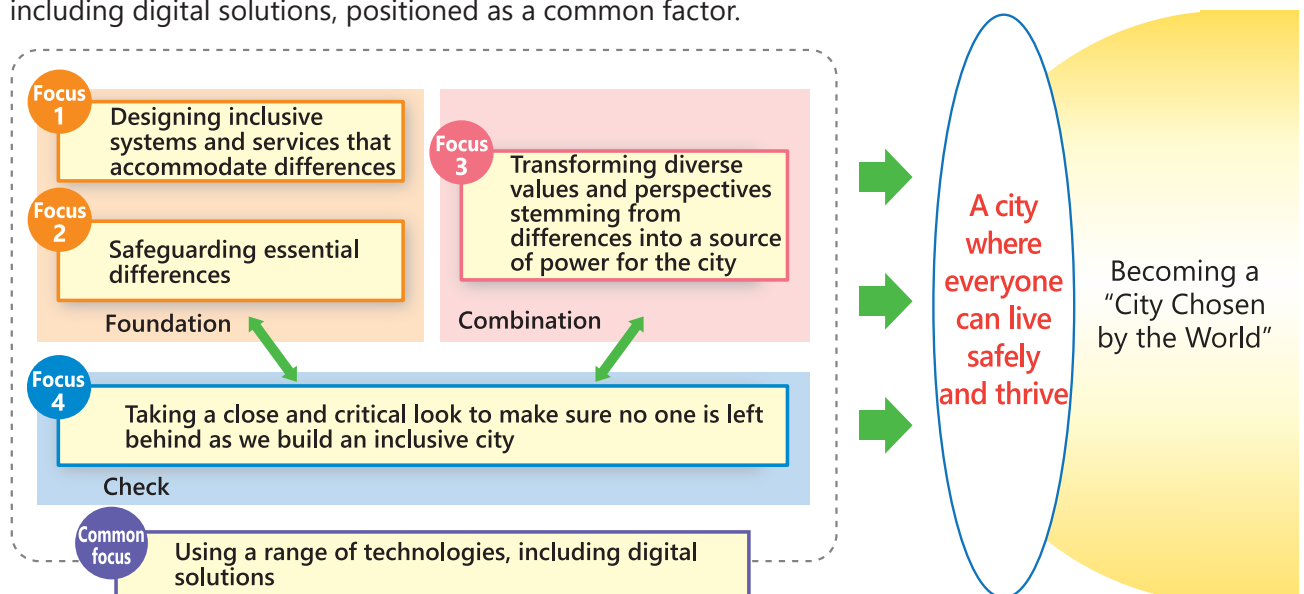 including digital solutions, positioned as a common factor.
Focus
1
Designing inclusive
systems and services that
accommodate differences
Focus
2
Safeguarding essential
differences
Foundation
Focus
3
Transforming diverse
values and perspectives
stemming from
differences into a source
of power for the city
Combination
Focus
4
Taking a close and critical look to make sure no one is left
behind as we build an inclusive city
Check
Common
focus
Using a range of technologies, including digital
solutions
A city
where
everyone
can live
safely
and thrive
Becoming a
“City Chosen
by the World”